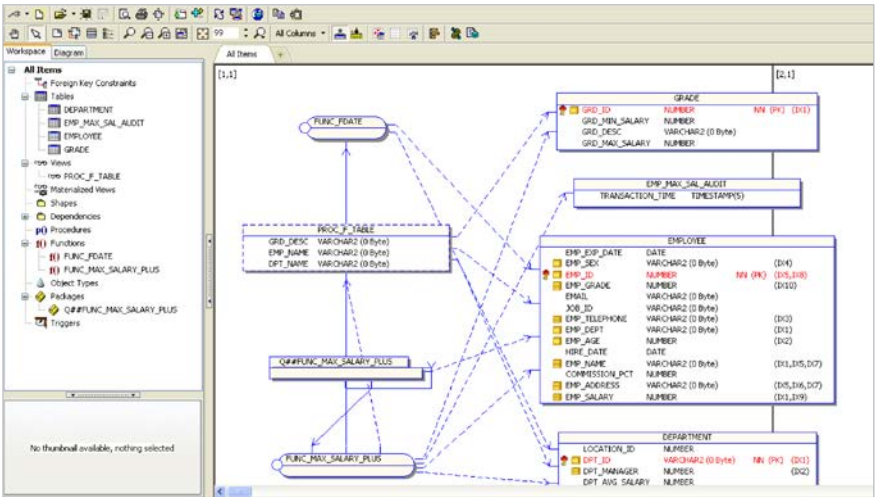 99
All Columns
Workspace Diagram
All Items
All Items
Foreign Key Constraints
Tables
DEPARTMENT
EMP_MAX_SAL_AUDIT
EMPLOYEE
GRADE
Views
PROC_F_TABLE
Materialized Views
Shapes
Dependencies
Procedures
Functions
FUNC_FDATE
FUNC_MAX_SALARY_PLUS
Object Types
Packages
Q##FUNC_MAX_SALARY_PLUS
Triggers
No thumbnail available, nothing selected
[1,1]
[2,1]
FUNC_FDATE
GRADE
GRD_ID NUMBER NN (PK) (IX1)
GRD_MIN_SALARY NUMBER
GRD_DESC VARCHAR2 (0 Byte)
GRD_MAX_SALARY NUMBER
EMP_MAX_SAL_AUDIT
TRANSACTION_TIME TIMESTAMP(5)
PROC_F_TABLE
GRD_DESC VARCHAR2 (0 Byte)
EMP_NAME VARCHAR2 (0 Byte)
DPT_NAME VARCHAR2 (0 Byte)
EMPLOYEE
EMP_EXP_DATE DATE
EMP_SEX VARCHAR2 (0 Byte) (IX4)
EMP_ID NUMBER NN (PK) (IX5,IX8)
EMP_GRADE NUMBER (IX10)
EMAIL VARCHAR2 (0 Byte)
JOB_ID VARCHAR2 (0 Byte)
EMP_TELEPHONE VARCHAR2 (0 Byte) (IX3)
EMP_DEPT VARCHAR2 (0 Byte) (IX1)
EMP_AGE NUMBER (IX2)
HIRE_DATE DATE
EMP_NAME VARCHAR2 (0 Byte) (IX1,IX5,IX7)
COMMISSION_PCT NUMBER
EMP_ADDRESS VARCHAR2 (0 Byte) (IX5,IX6,IX7)
EMP_SALARY NUMBER (IX1,IX9)
Q##FUNC_MAX_SALARY_PLUS
FUNC_MAX_SALARY_PLUS
DEPARTMENT
LOCATION_ID NUMBER
DPT_ID VARCHAR2 (0 Byte) NN (PK) (IX1)
DPT_MANAGER NUMBER (IX2)
DPT_AVG_SALARY NUMBER